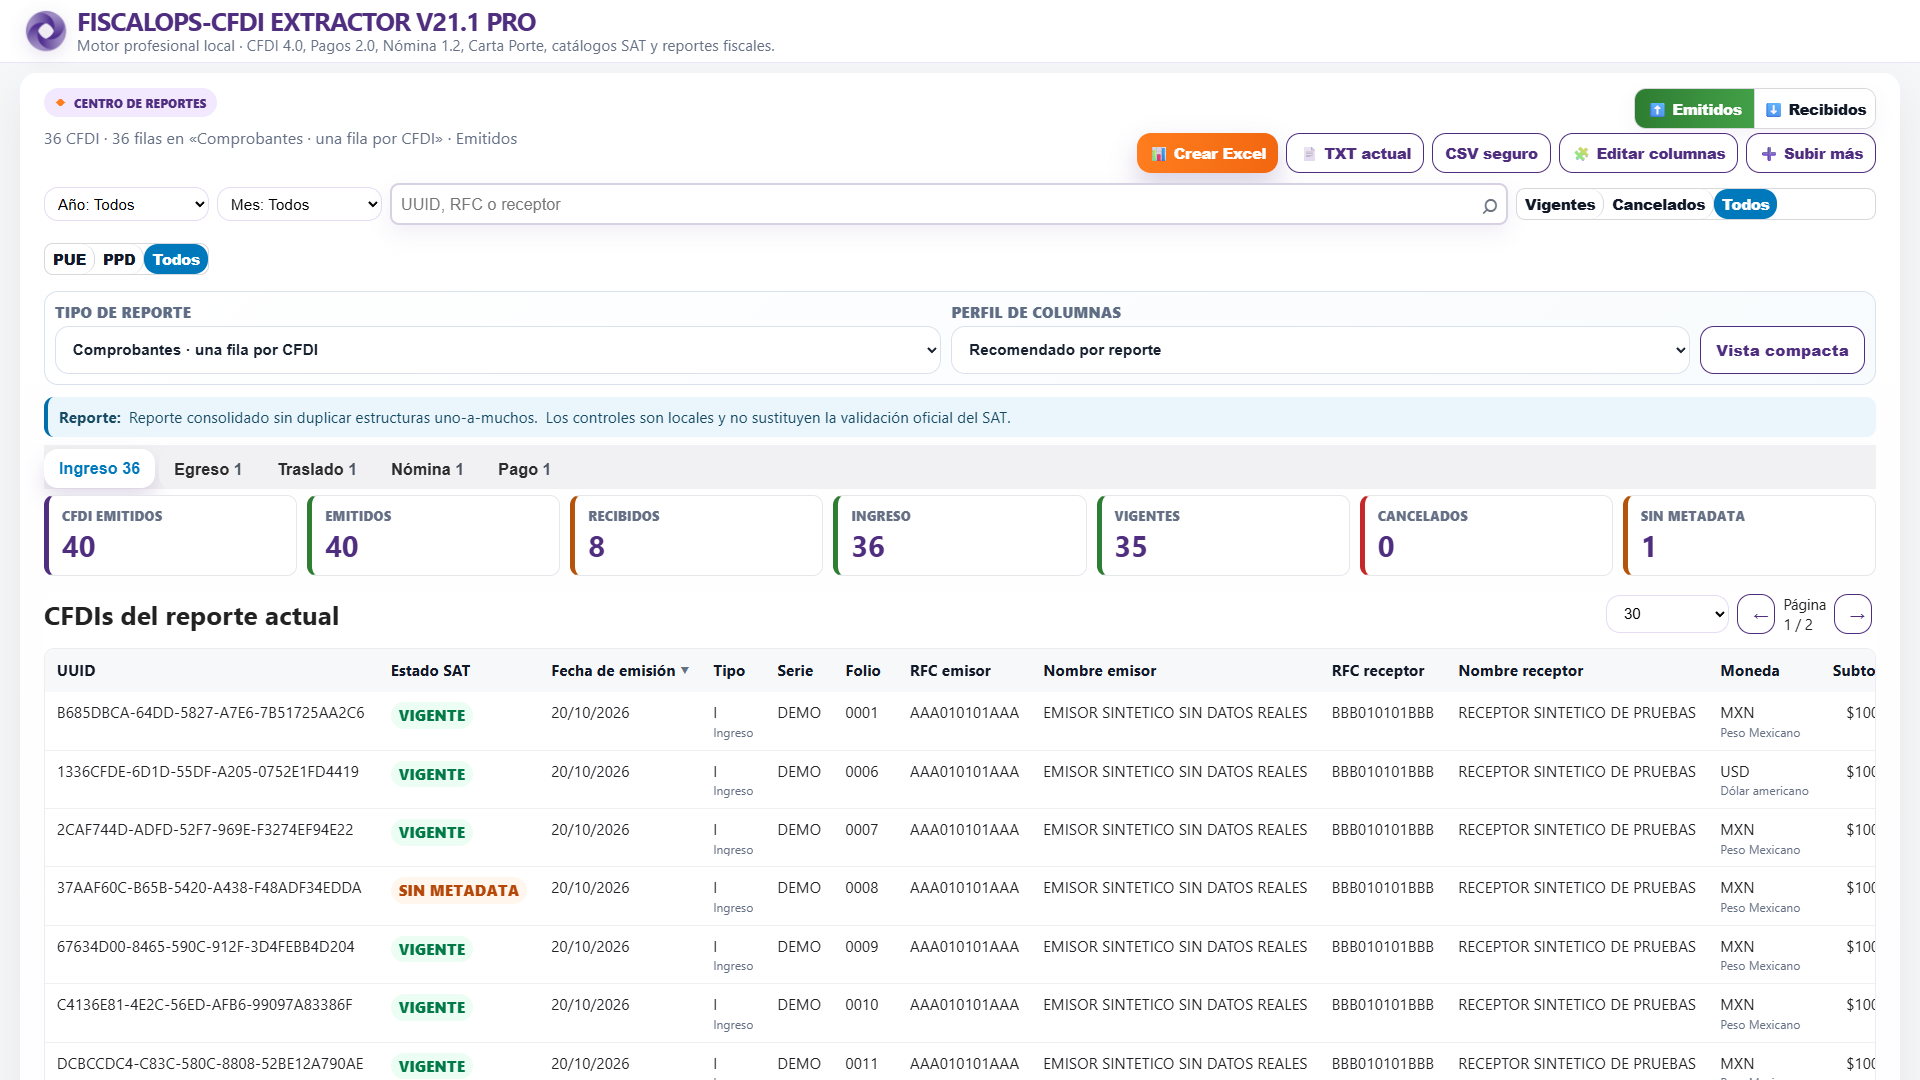 FISCALOPS-CFDI EXTRACTOR V21.1 PRO
Motor profesional local · CFDI 4.0, Pagos 2.0, Nómina 1.2, Carta Porte, catálogos SAT y reportes fiscales.
CENTRO DE REPORTES
36 CFDI · 36 filas en «Comprobantes · una fila por CFDI» · Emitidos
Emitidos Recibidos
Crear Excel TXT actual CSV seguro Editar columnas Subir más
Año: Todos Mes: Todos UUID, RFC o receptor Vigentes Cancelados Todos
PUE PPD Todos
TIPO DE REPORTE PERFIL DE COLUMNAS
Comprobantes · una fila por CFDI Recomendado por reporte Vista compacta
Reporte: Reporte consolidado sin duplicar estructuras uno-a-muchos. Los controles son locales y no sustituyen la validación oficial del SAT.
Ingreso 36 Egreso 1 Traslado 1 Nómina 1 Pago 1
CFDI EMITIDOS EMITIDOS RECIBIDOS INGRESO VIGENTES CANCELADOS SIN METADATA
40 40 8 36 35 0 1
CFDIs del reporte actual 30 ← Página 1 / 2 →
UUID Estado SAT Fecha de emisión ▼ Tipo Serie Folio RFC emisor Nombre emisor RFC receptor Nombre receptor Moneda Subto
B685DBCA-64DD-5827-A7E6-7B51725AA2C6 VIGENTE 20/10/2026 I DEMO 0001 AAA010101AAA EMISOR SINTETICO SIN DATOS REALES BBB010101BBB RECEPTOR SINTETICO DE PRUEBAS MXN $100
Ingreso Peso Mexicano
1336CFDE-6D1D-55DF-A205-0752E1FD4419 VIGENTE 20/10/2026 I DEMO 0006 AAA010101AAA EMISOR SINTETICO SIN DATOS REALES BBB010101BBB RECEPTOR SINTETICO DE PRUEBAS USD $100
Ingreso Dólar americano
2CAF744D-ADFD-52F7-969E-F3274EF94E22 VIGENTE 20/10/2026 I DEMO 0007 AAA010101AAA EMISOR SINTETICO SIN DATOS REALES BBB010101BBB RECEPTOR SINTETICO DE PRUEBAS MXN $100
Ingreso Peso Mexicano
37AAF60C-B65B-5420-A438-F48ADF34EDDA SIN METADATA 20/10/2026 I DEMO 0008 AAA010101AAA EMISOR SINTETICO SIN DATOS REALES BBB010101BBB RECEPTOR SINTETICO DE PRUEBAS MXN $100
Ingreso Peso Mexicano
67634D00-8465-590C-912F-3D4FEBB4D204 VIGENTE 20/10/2026 I DEMO 0009 AAA010101AAA EMISOR SINTETICO SIN DATOS REALES BBB010101BBB RECEPTOR SINTETICO DE PRUEBAS MXN $100
Ingreso Peso Mexicano
C4136E81-4E2C-56ED-AFB6-99097A83386F VIGENTE 20/10/2026 I DEMO 0010 AAA010101AAA EMISOR SINTETICO SIN DATOS REALES BBB010101BBB RECEPTOR SINTETICO DE PRUEBAS MXN $100
Ingreso Peso Mexicano
DCBCCDC4-C83C-580C-8808-52BE12A790AE VIGENTE 20/10/2026 I DEMO 0011 AAA010101AAA EMISOR SINTETICO SIN DATOS REALES BBB010101BBB RECEPTOR SINTETICO DE PRUEBAS MXN $100